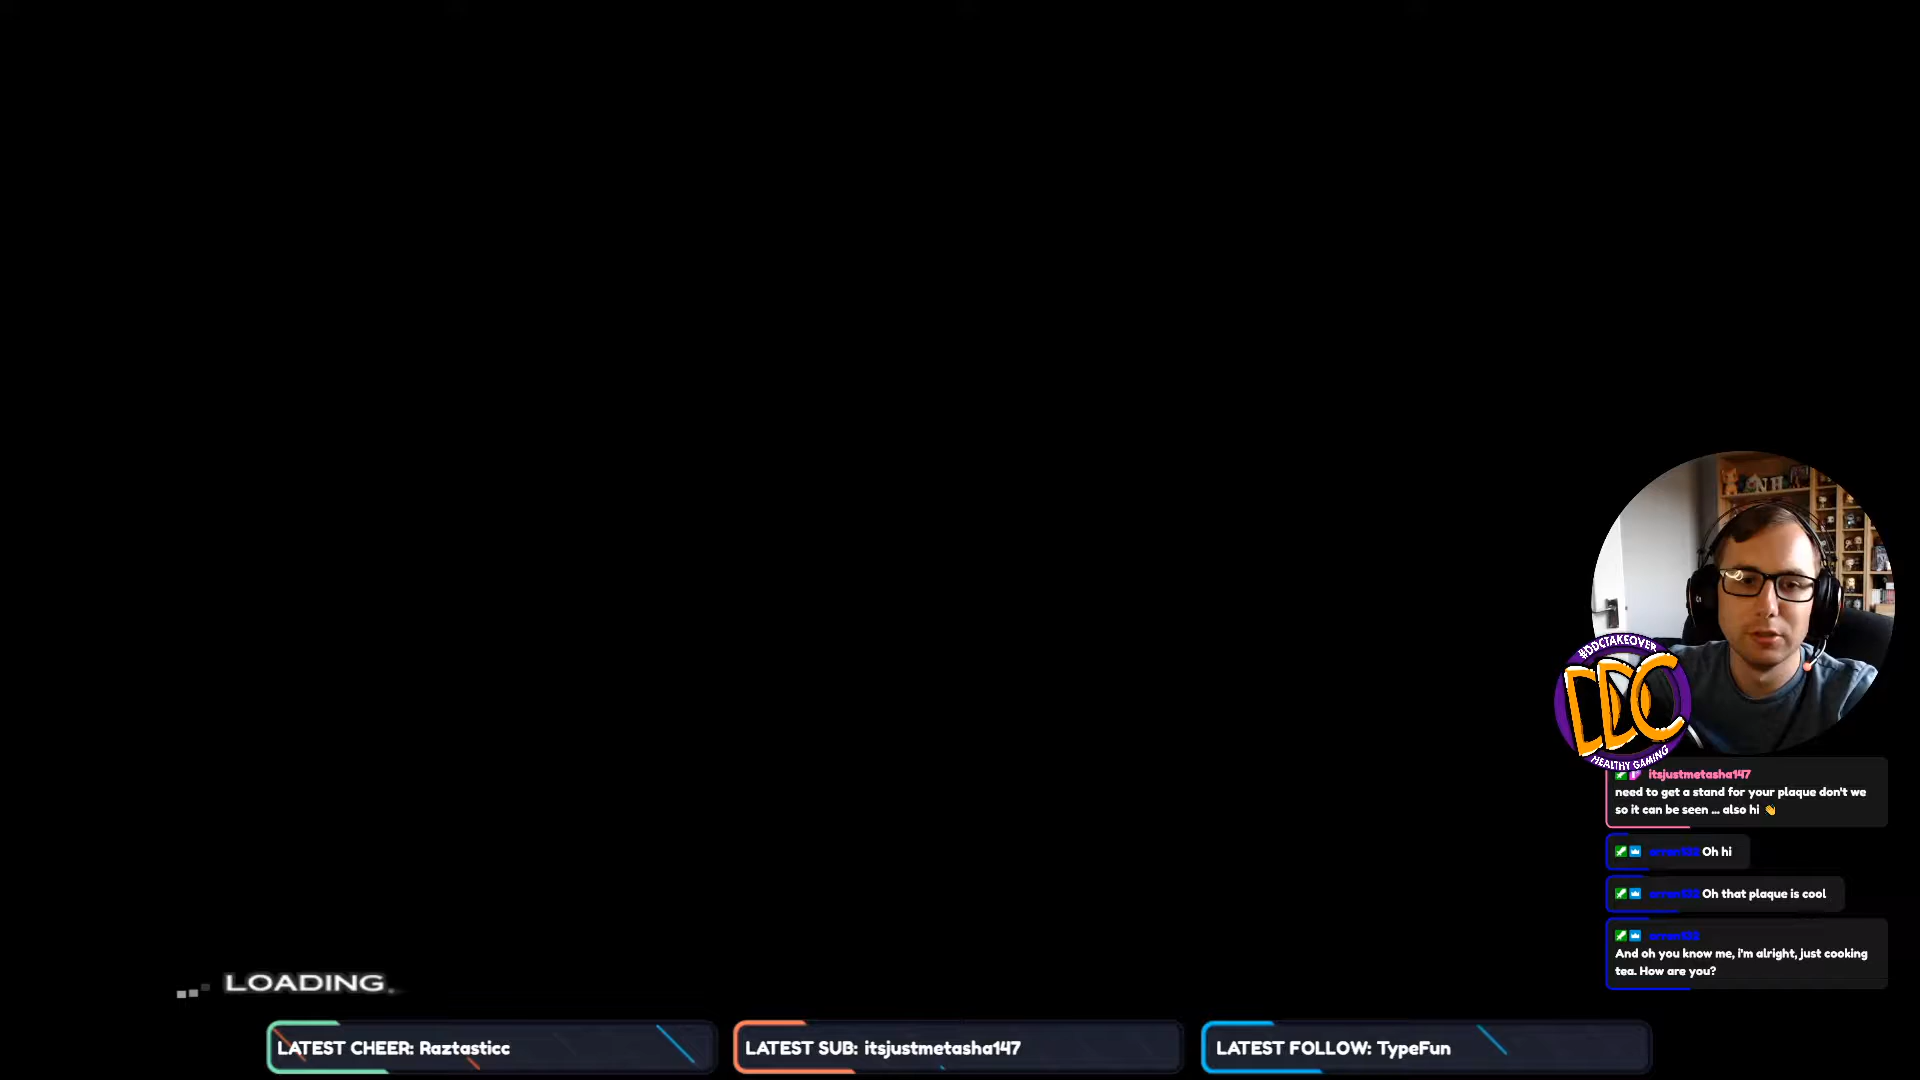 NH
#DDCTAKEOVER
DDC
HEALTHY GAMING
itsjustmetasha147
need to get a stand for your plaque don't we
so it can be seen ... also hi 👋
Oh hi
Oh that plaque is cool
And oh you know me, i'm alright, just cooking
tea. How are you?
LOADING.
LATEST CHEER: Raztasticc
LATEST SUB: itsjustmetasha147
LATEST FOLLOW: TypeFun